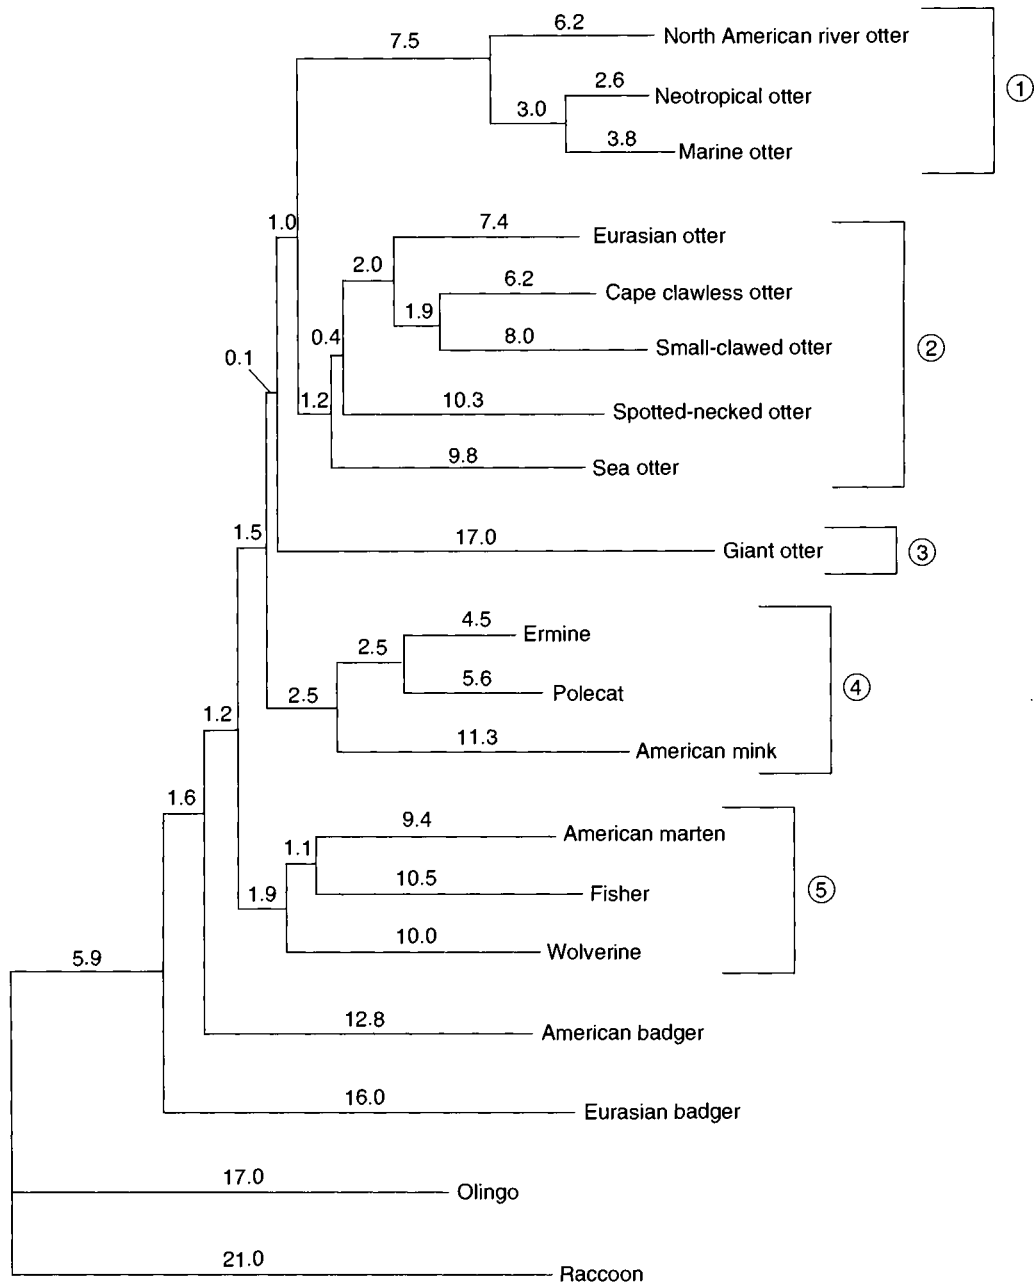 6.2
7.5
North American river otter
2.6
Neotropical otter
①
3.0
3.8
Marine otter
1.0
7.4
Eurasian otter
2.0
6.2
Cape clawless otter
1.9
0.4
8.0
Small-clawed otter
②
0.1
1.2
10.3
Spotted-necked otter
9.8
Sea otter
1.5
17.0
Giant otter
③
4.5
Ermine
2.5
5.6
Polecat
④
2.5
1.2
11.3
American mink
1.6
9.4
American marten
1.1
10.5
Fisher
⑤
1.9
10.0
Wolverine
5.9
12.8
American badger
16.0
Eurasian badger
17.0
Olingo
21.0
Raccoon